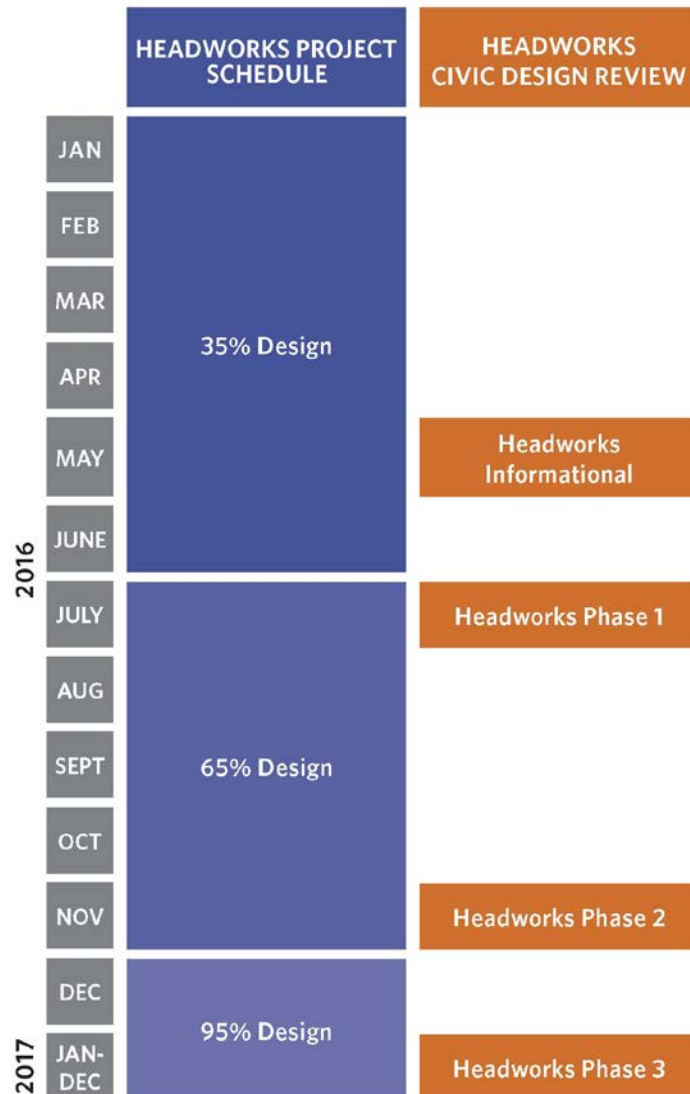 HEADWORKS PROJECT
SCHEDULE
HEADWORKS
CIVIC DESIGN REVIEW
2016
JAN
FEB
MAR
APR
MAY
JUNE
JULY
AUG
SEPT
OCT
NOV
DEC
2017
JAN-
DEC
35% Design
65% Design
95% Design
Headworks
Informational
Headworks Phase 1
Headworks Phase 2
Headworks Phase 3